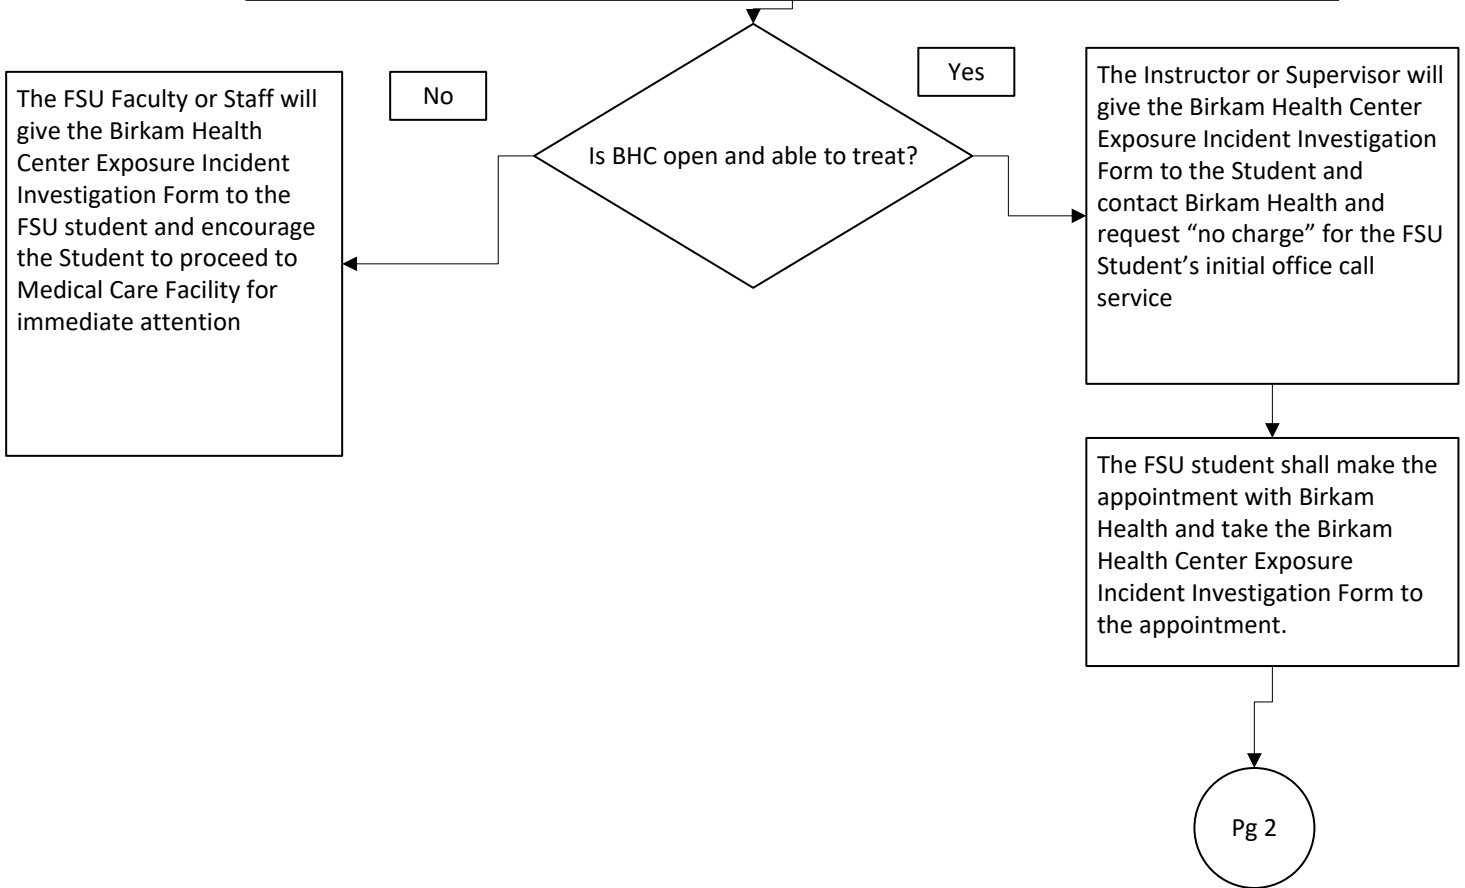 No
Yes
The FSU Faculty or Staff will
give the Birkam Health
Center Exposure Incident
Investigation Form to the
FSU student and encourage
the Student to proceed to
Medical Care Facility for
immediate attention
Is BHC open and able to treat?
The Instructor or Supervisor will
give the Birkam Health Center
Exposure Incident Investigation
Form to the Student and
contact Birkam Health and
request “no charge” for the FSU
Student’s initial office call
service
The FSU student shall make the
appointment with Birkam
Health and take the Birkam
Health Center Exposure
Incident Investigation Form to
the appointment.
Pg 2